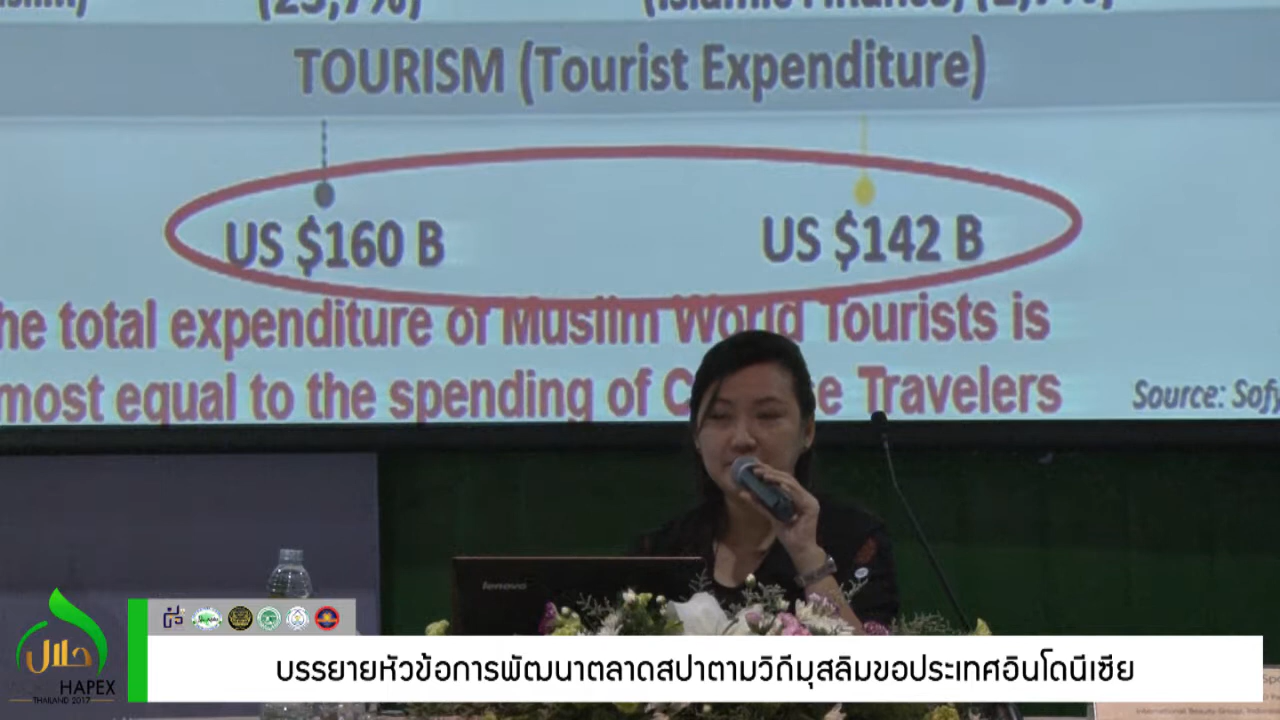 (23,7%)
TOURISM (Tourist Expenditure)
US $160 B
US $142 B
he total expenditure of Muslim World Tourists is
most equal to the spending of C se Travelers
Source: Sofy
lenovo
บรรยายหัวข้อการพัฒนาตลาดสปาตามวิถีมุสลิมขอประเทศอินโดนีเซีย
حلال
HAPEX
THAILAND 2017